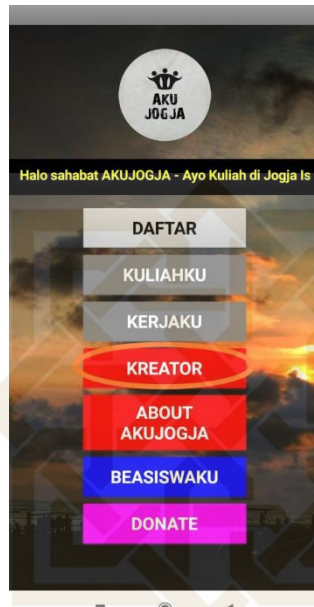 AKU
JOGJA
Halo sahabat AKUJOGJA - Ayo Kuliah di Jogja Is
DAFTAR
KULIAHKU
KERJAKU
KREATOR
ABOUT
AKUJOGJA
BEASISWAKU
DONATE